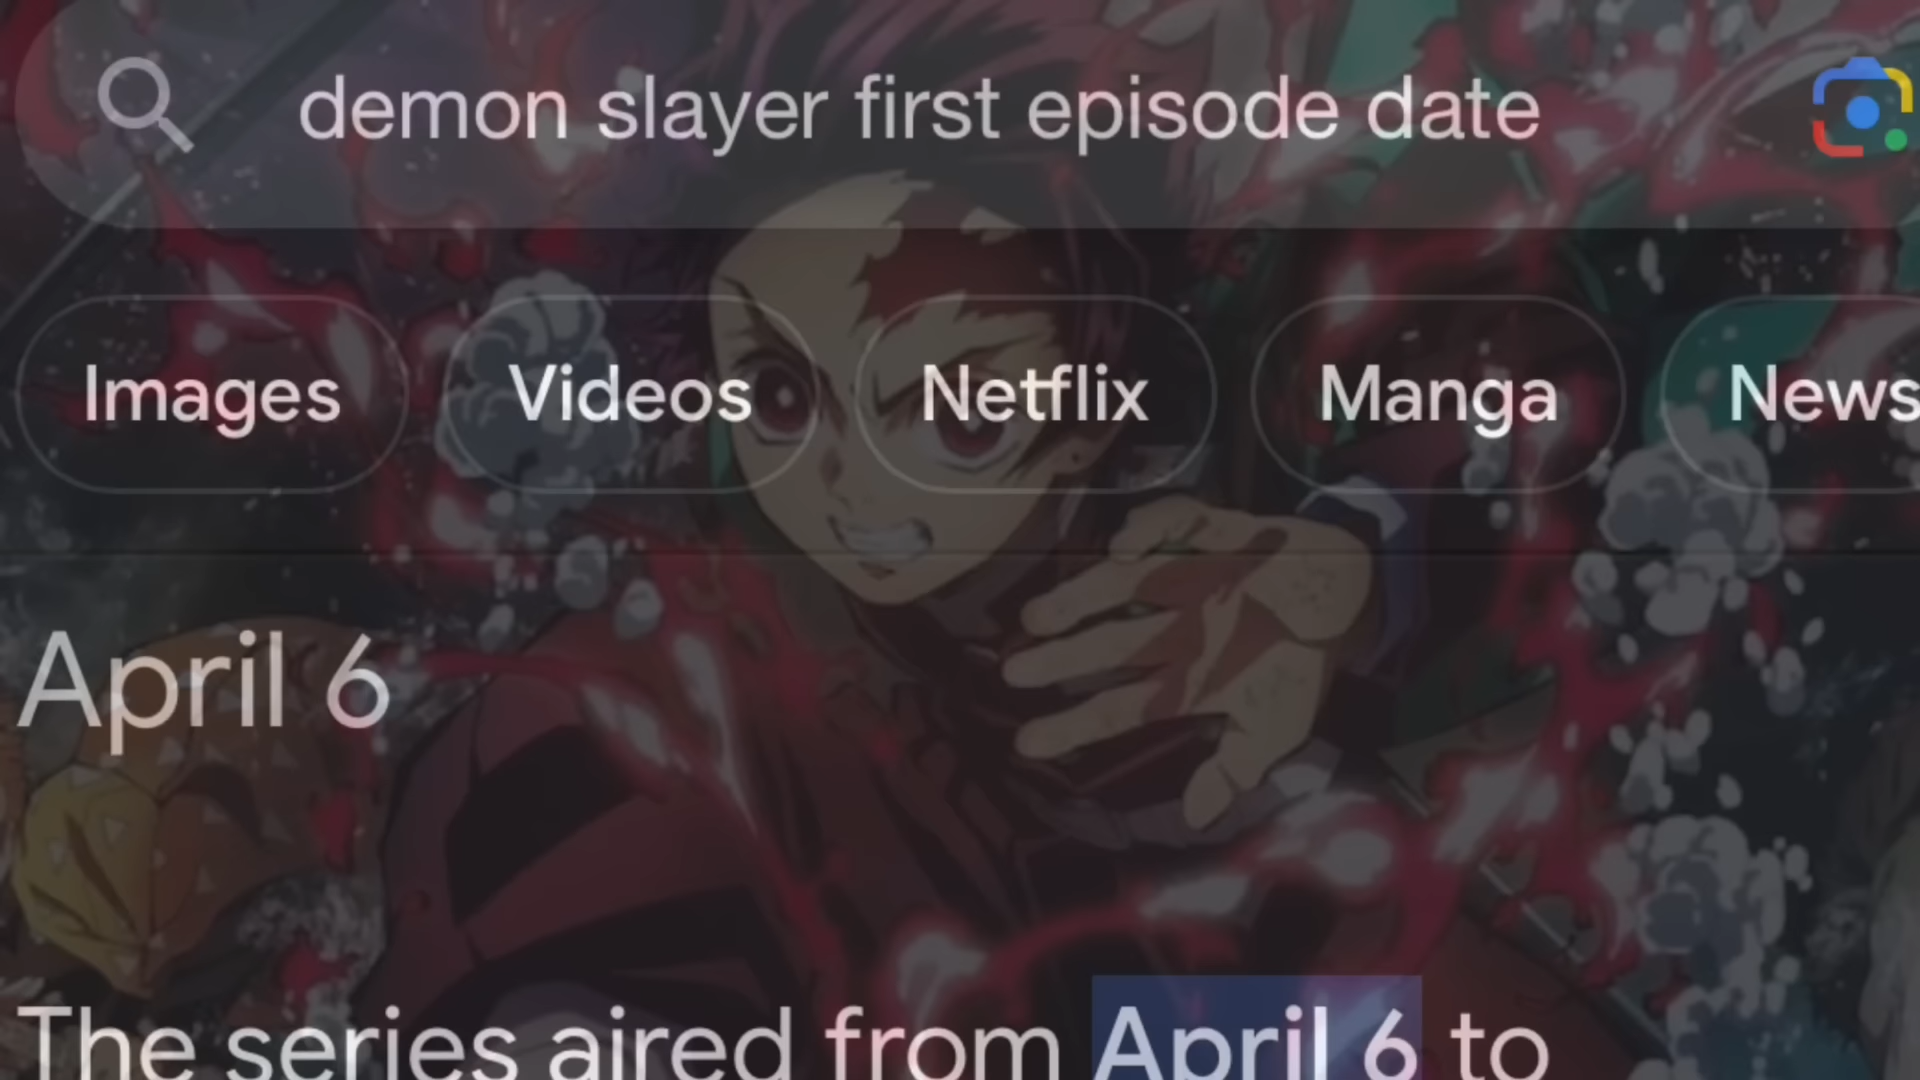 demon slayer first episode date
Images Videos Netflix Manga News
April 6
The series aired from April 6 to